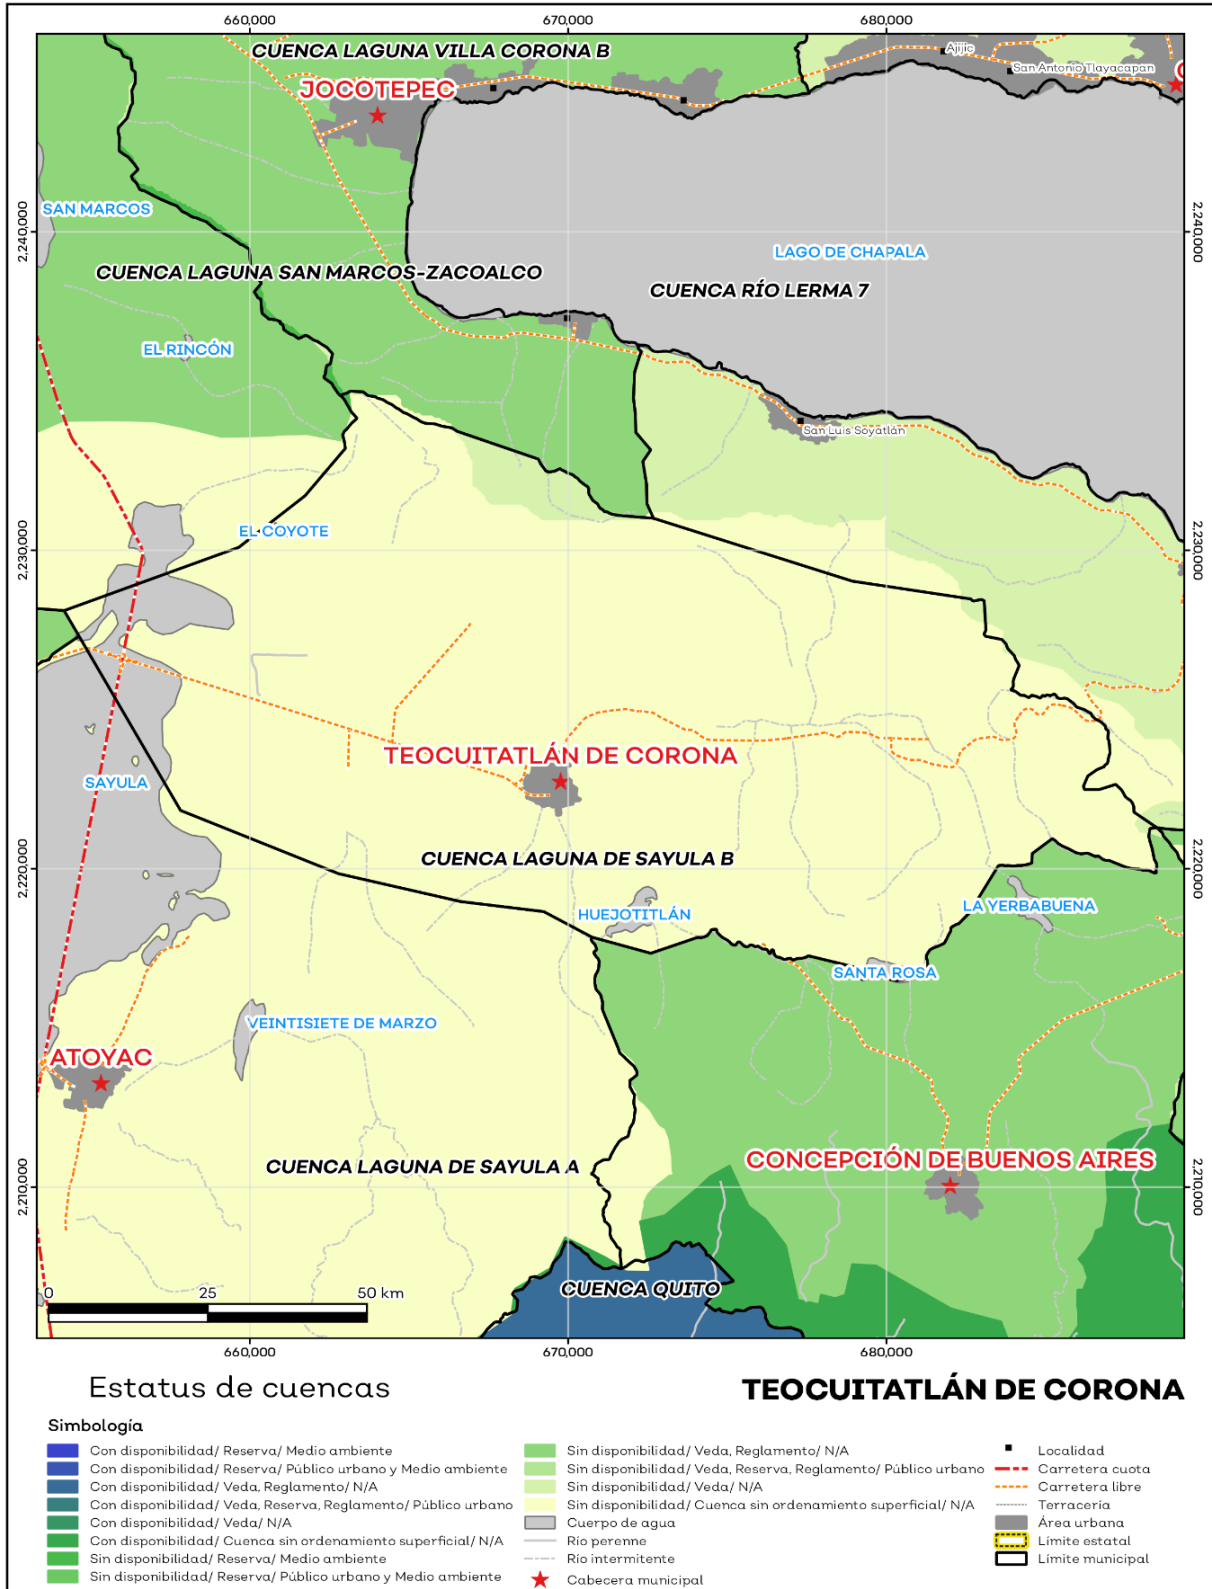 660,000
670,000
680,000
CUENCA LAGUNA VILLA CORONA B
Ajijic
San Antonio Tlayacapan
C
JOCOTEPEC
SAN MARCOS
2,240,000
2,240,000
LAGO DE CHAPALA
CUENCA LAGUNA SAN MARCOS-ZACOALCO
CUENCA RÍO LERMA 7
EL RINCÓN
San Luis Soyatlán
EL COYOTE
2,230,000
2,230,000
TEOCUITATLÁN DE CORONA
SAYULA
CUENCA LAGUNA DE SAYULA B
2,220,000
2,220,000
HUEJOTITLÁN
LA YERBABUENA
SANTA ROSA
VEINTISIETE DE MARZO
ATOYAC
CUENCA LAGUNA DE SAYULA A
CONCEPCIÓN DE BUENOS AIRES
2,210,000
2,210,000
CUENCA QUITO
0 25 50 km
660,000
670,000
680,000
Estatus de cuencas
TEOCUITATLÁN DE CORONA
Simbología
Con disponibilidad/ Reserva/ Medio ambiente
Con disponibilidad/ Reserva/ Público urbano y Medio ambiente
Con disponibilidad/ Veda, Reglamento/ N/A
Con disponibilidad/ Veda, Reserva, Reglamento/ Público urbano
Con disponibilidad/ Veda/ N/A
Con disponibilidad/ Cuenca sin ordenamiento superficial/ N/A
Sin disponibilidad/ Reserva/ Medio ambiente
Sin disponibilidad/ Reserva/ Público urbano y Medio ambiente
Sin disponibilidad/ Veda, Reglamento/ N/A
Sin disponibilidad/ Veda, Reserva, Reglamento/ Público urbano
Sin disponibilidad/ Veda/ N/A
Sin disponibilidad/ Cuenca sin ordenamiento superficial/ N/A
Cuerpo de agua
Río perenne
Río intermitente
Cabecera municipal
Localidad
Carretera cuota
Carretera libre
Terracería
Área urbana
Límite estatal
Límite municipal